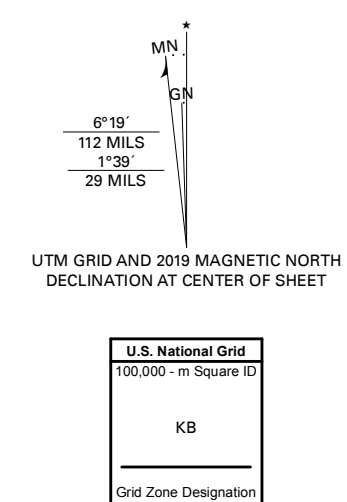 ★
MN
GN
6°19´
112 MILS
1°39´
29 MILS
UTM GRID AND 2019 MAGNETIC NORTH
DECLINATION AT CENTER OF SHEET
U.S. National Grid
100,000 - m Square ID
KB
Grid Zone Designation